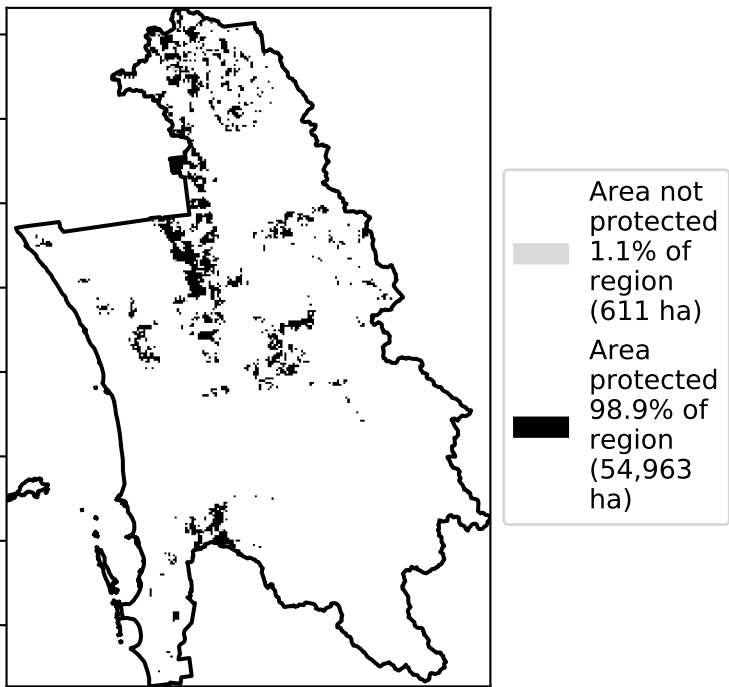 Area not
protected
1.1% of
region
(611 ha)
Area
protected
98.9% of
region
(54,963
ha)